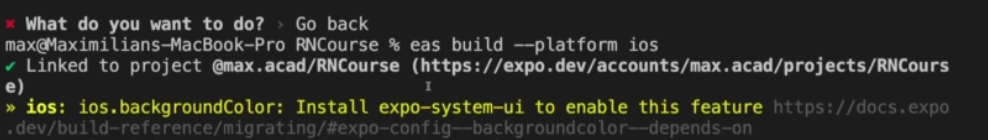 ✖ What do you want to do? › Go back
max@Maximilians-MacBook-Pro RNCourse % eas build --platform ios
✔ Linked to project @max.acad/RNCourse (https://expo.dev/accounts/max.acad/projects/RNCours
e)
» ios: ios.backgroundColor: Install expo-system-ui to enable this feature https://docs.expo
.dev/build-reference/migrating/#expo-config--backgroundcolor--depends-on